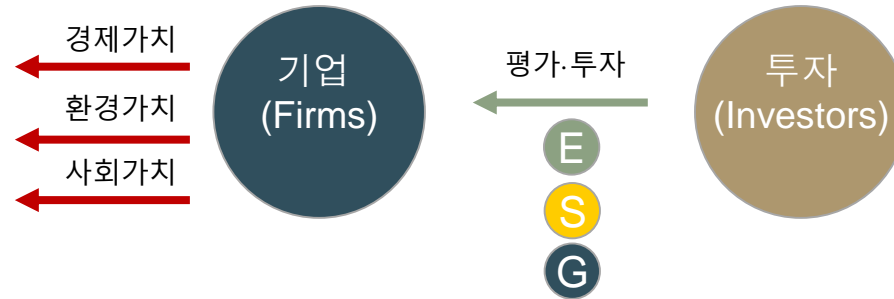 경제가치
환경가치
사회가치
기업
(Firms)
평가·투자
E
S
G
투자
(Investors)